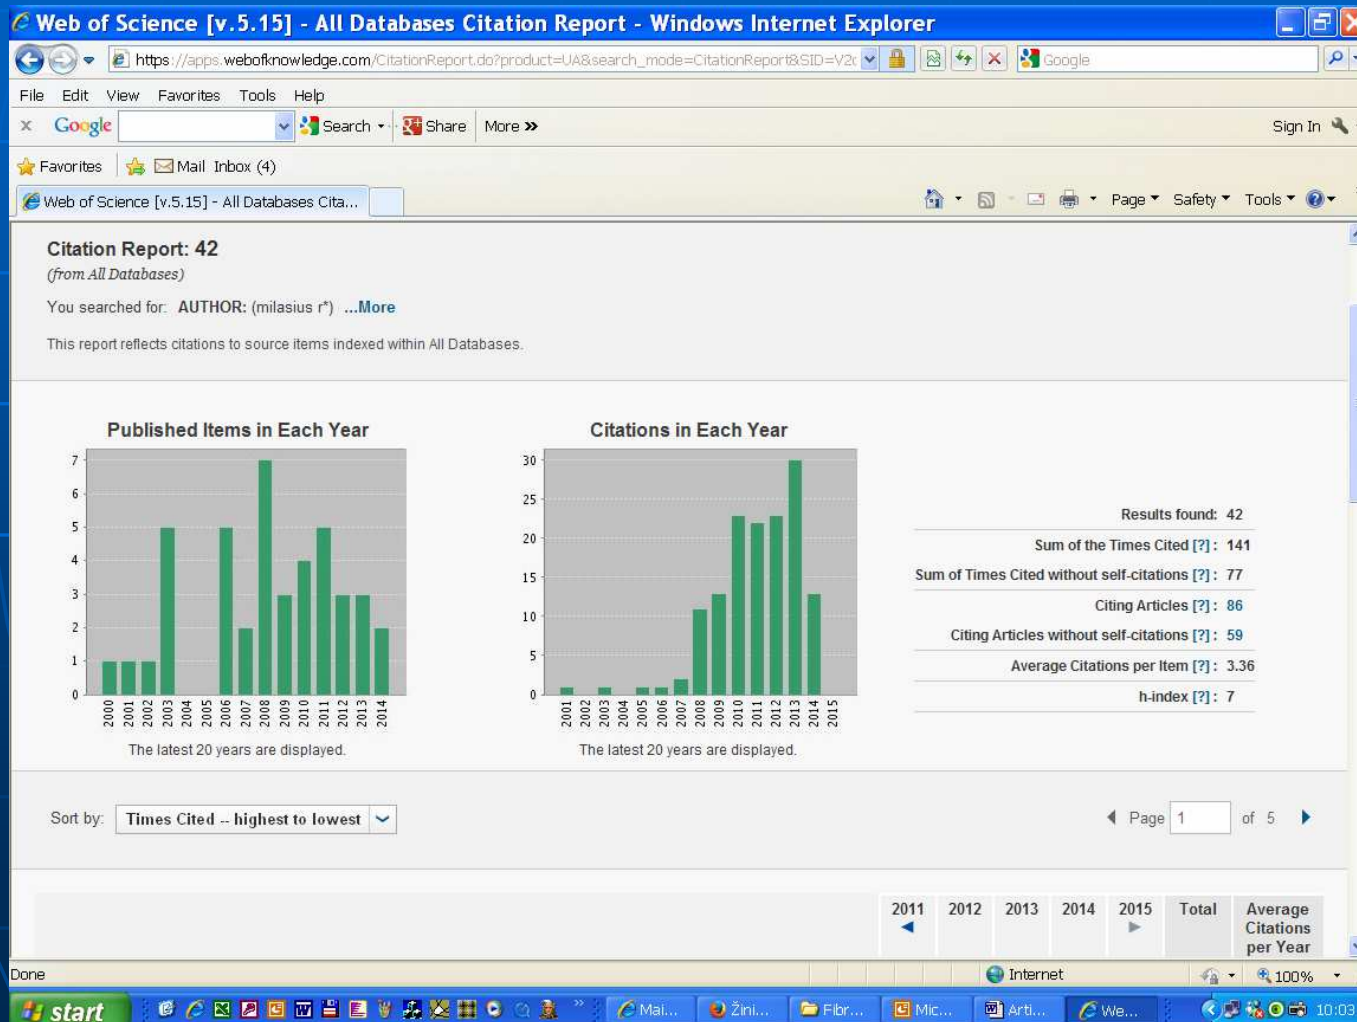 Web of Science [v.5.15] - All Databases Citation Report - Windows Internet Explorer
https://apps.webofknowledge.com/CitationReport.do?product=UA&search_mode=CitationReport&SID=V2
Google
File Edit View Favorites Tools Help
x Google Search Share More >> Sign In
Favorites Mail Inbox (4)
Web of Science [v.5.15] - All Databases Cita... Page Safety Tools
Citation Report: 42
(from All Databases)
You searched for: AUTHOR: (milasius r*) ...More
This report reflects citations to source items indexed within All Databases.
Published Items in Each Year
7
6
5
4
3
2
1
0
2000 2001 2002 2003 2004 2005 2006 2007 2008 2009 2010 2011 2012 2013 2014
The latest 20 years are displayed.
Citations in Each Year
30
25
20
15
10
5
0
2001 2002 2003 2004 2005 2006 2007 2008 2009 2010 2011 2012 2013 2014 2015
The latest 20 years are displayed.
Results found: 42
Sum of the Times Cited [?] : 141
Sum of Times Cited without self-citations [?] : 77
Citing Articles [?] : 86
Citing Articles without self-citations [?] : 59
Average Citations per Item [?] : 3.36
h-index [?] : 7
Sort by: Times Cited -- highest to lowest
Page 1 of 5
2011 2012 2013 2014 2015 Total Average
Citations
per Year
Done Internet 100%
start Mai... Žini... Fibr... Mic... Arti... We... 10:03